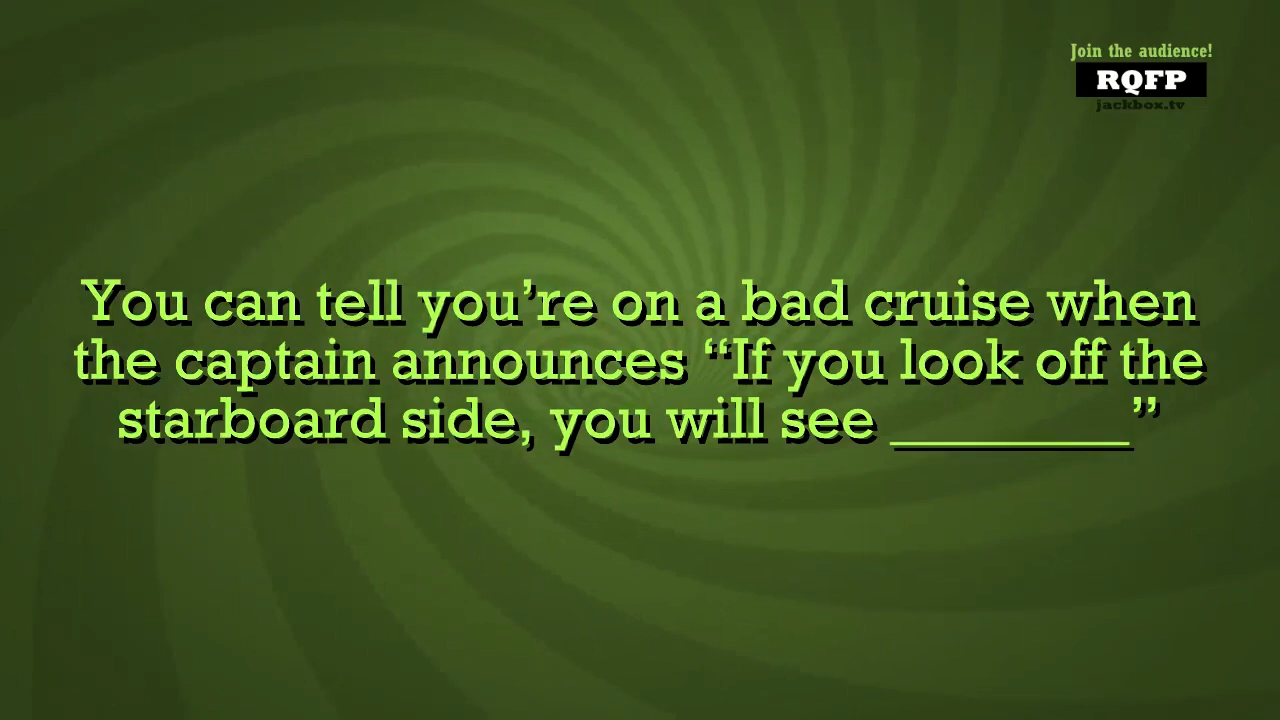 Join the audience!
RQFP
jackbox.tv
You can tell you’re on a bad cruise when
the captain announces “If you look off the
starboard side, you will see ________”